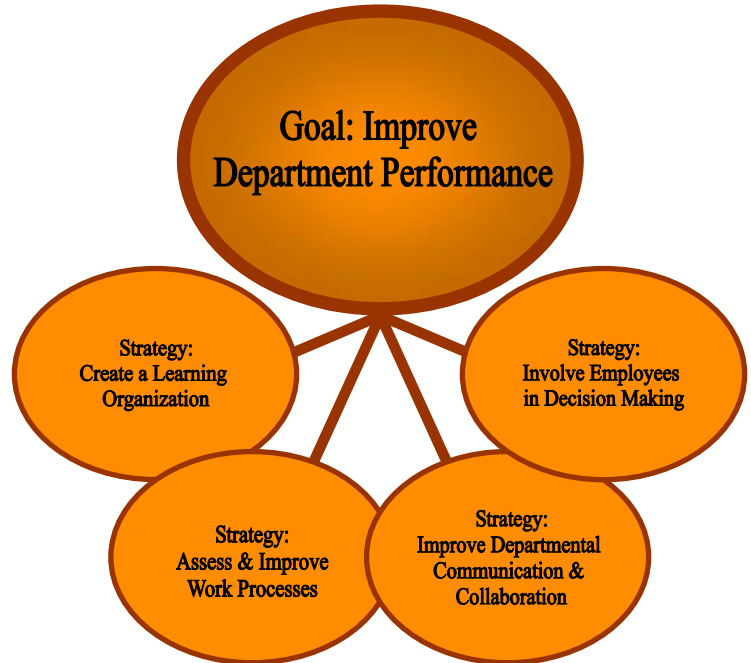 Goal: Improve
Department Performance
Strategy:
Create a Learning
Organization
Strategy:
Involve Employees
in Decision Making
Strategy:
Assess & Improve
Work Processes
Strategy:
Improve Departmental
Communication &
Collaboration